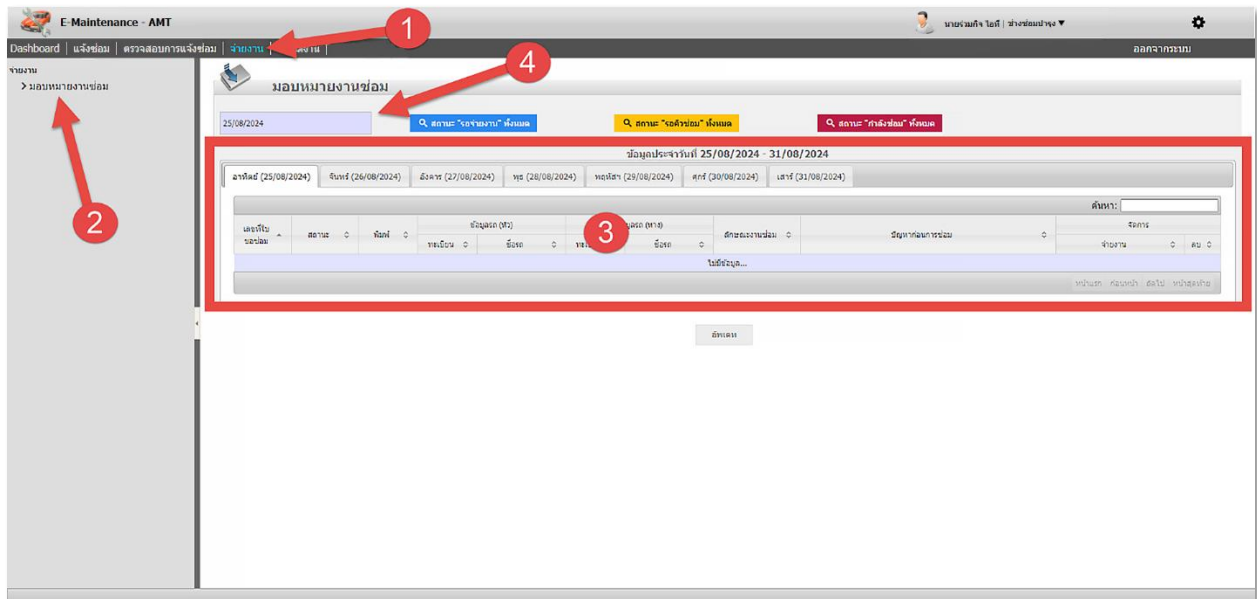 E-Maintenance - AMT
นายร่วมกิจ ไอที | ช่างซ่อมบำรุง ▼
1
Dashboard | แจ้งซ่อม | ตรวจสอบการแจ้งซ่อม | จ่ายงาน |
ออกจากระบบ
จ่ายงาน
> มอบหมายงานซ่อม
2
มอบหมายงานซ่อม
4
25/08/2024
สถานะ "รอจ่ายงาน" ทั้งหมด
สถานะ "รอคิวซ่อม" ทั้งหมด
สถานะ "กำลังซ่อม" ทั้งหมด
ข้อมูลประจำวันที่ 25/08/2024 - 31/08/2024
อาทิตย์ (25/08/2024)
จันทร์ (26/08/2024)
อังคาร (27/08/2024)
พุธ (28/08/2024)
พฤหัสฯ (29/08/2024)
ศุกร์ (30/08/2024)
เสาร์ (31/08/2024)
ค้นหา:
เลขที่ใบ
ขอซ่อม
สถานะ
พิมพ์
ข้อมูลรถ (หัว)
ทะเบียน
ชื่อรถ
3
(หาง)
ชื่อรถ
ลักษณะงานซ่อม
ปัญหาก่อนการซ่อม
จัดการ
จ่ายงาน
ลบ
ไม่มีข้อมูล...
หน้าแรก ก่อนหน้า ถัดไป หน้าสุดท้าย
อัพเดท